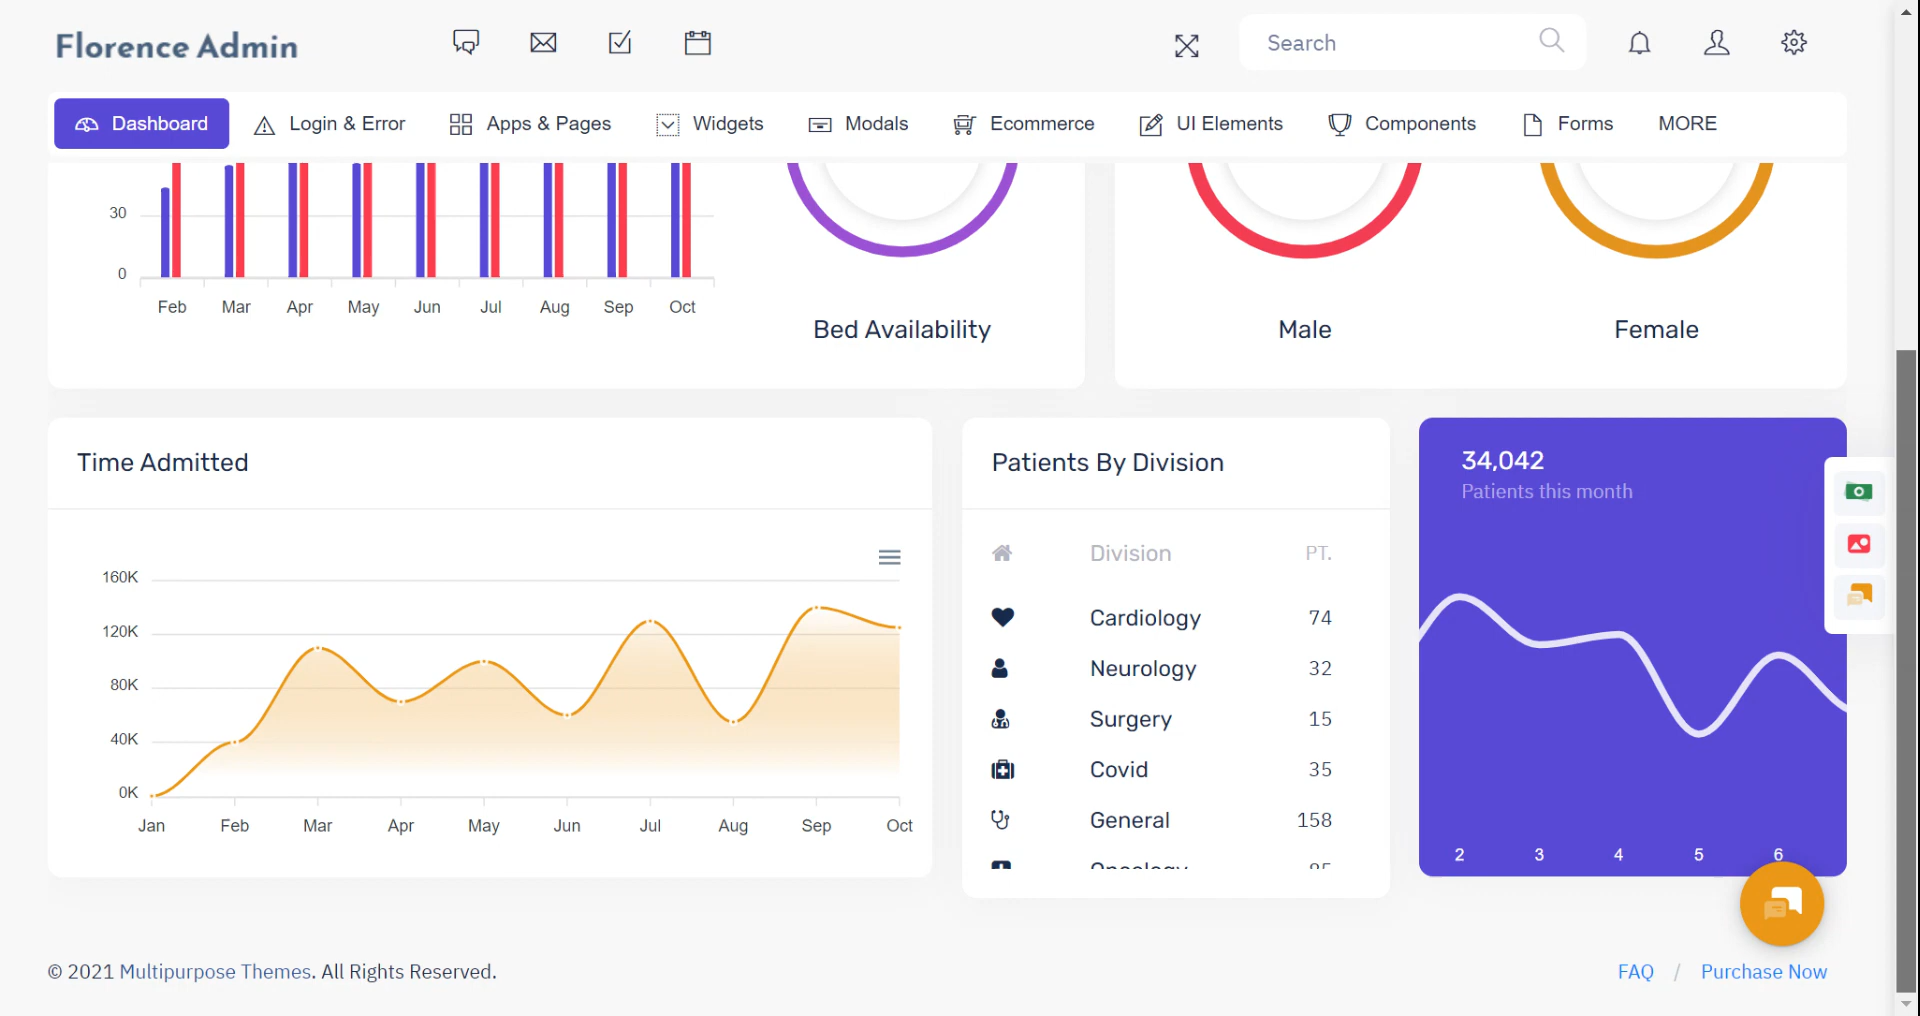 Florence Admin
Search
Dashboard
Login & Error
Apps & Pages
Widgets
Modals
Ecommerce
UI Elements
Components
Forms
MORE
30
0
Feb Mar Apr May Jun Jul Aug Sep Oct
Bed Availability
Male
Female
Time Admitted
160K
120K
80K
40K
0K
Jan Feb Mar Apr May Jun Jul Aug Sep Oct
Patients By Division
Division PT.
Cardiology 74
Neurology 32
Surgery 15
Covid 35
General 158
34,042
Patients this month
2 3 4 5 6
© 2021 Multipurpose Themes. All Rights Reserved.
FAQ / Purchase Now